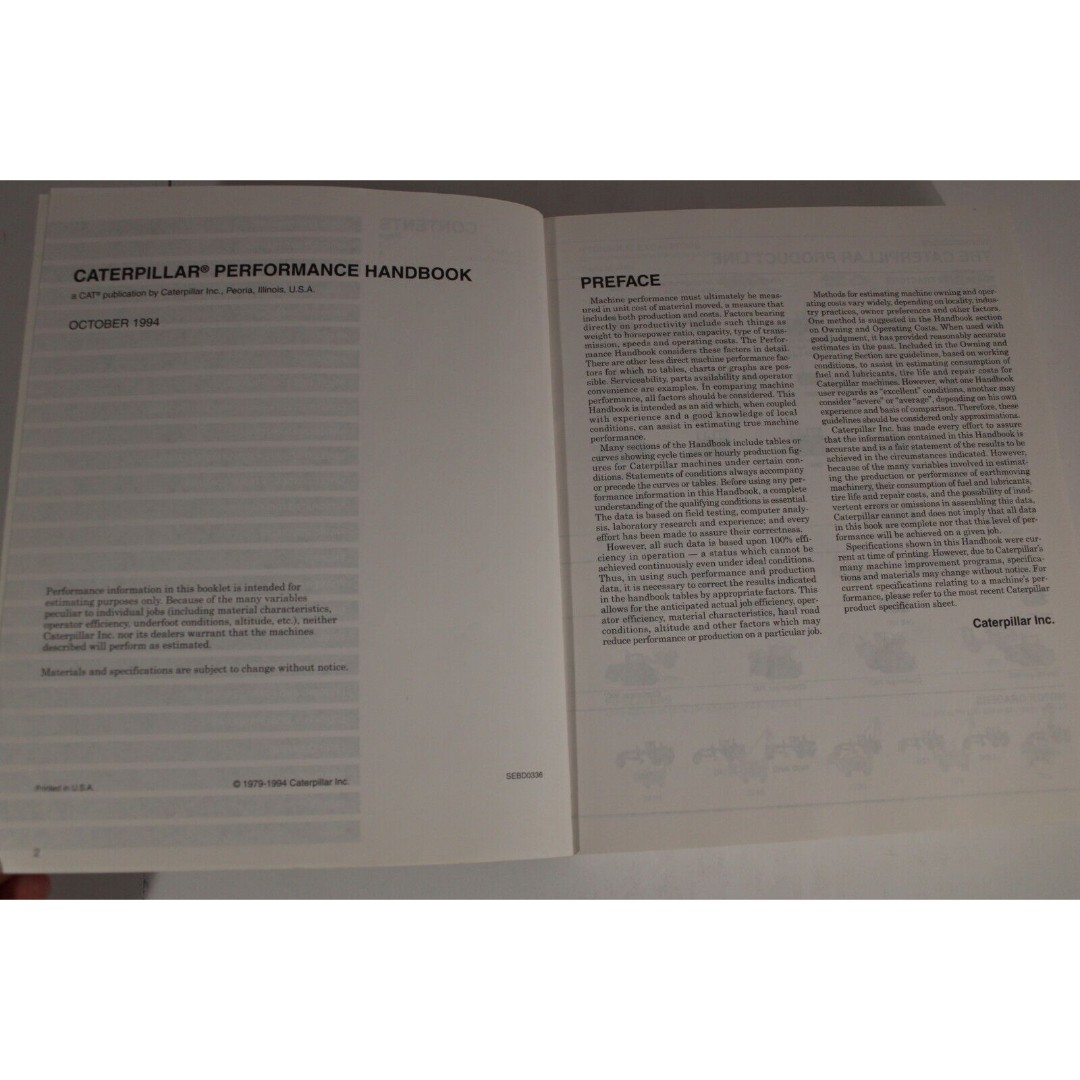 CATERPILLAR® PERFORMANCE HANDBOOK
a CAT® publication by Caterpillar Inc., Peoria, Illinois, U.S.A.
OCTOBER 1994
Performance information in this booklet is intended for
estimating purposes only. Because of the many variables
peculiar to individual jobs (including material characteristics,
operator efficiency, underfoot conditions, altitude, etc.), neither
Caterpillar Inc. nor its dealers warrant that the machines
described will perform as estimated.
Materials and specifications are subject to change without notice.
Printed in U.S.A.
© 1979-1994 Caterpillar Inc.
SEBD0336
2
PREFACE
Machine performance must ultimately be meas-
ured in unit cost of material moved, a measure that
includes both production and costs. Factors bearing
directly on productivity include such things as
weight to horsepower ratio, capacity, type of trans-
mission, speeds and operating costs. The Perfor-
mance Handbook considers these factors in detail.
There are other less direct machine performance fac-
tors for which no tables, charts or graphs are pos-
sible. Serviceability, parts availability and operator
convenience are examples. In comparing machine
performance, all factors should be considered. This
Handbook is intended as an aid which, when coupled
with experience and a good knowledge of local
conditions, can assist in estimating true machine
performance.
Many sections of the Handbook include tables or
curves showing cycle times or hourly production fig-
ures for Caterpillar machines under certain con-
ditions. Statements of conditions always accompany
or precede the curves or tables. Before using any per-
formance information in this Handbook, a complete
understanding of the qualifying conditions is essential.
The data is based on field testing, computer analy-
sis, laboratory research and experience; and every
effort has been made to assure their correctness.
However, all such data is based upon 100% effi-
ciency in operation — a status which cannot be
achieved continuously even under ideal conditions.
Thus, in using such performance and production
data, it is necessary to correct the results indicated
in the handbook tables by appropriate factors. This
allows for the anticipated actual job efficiency, oper-
ator efficiency, material characteristics, haul road
conditions, altitude and other factors which may
reduce performance or production on a particular job.
Methods for estimating machine owning and oper-
ating costs vary widely, depending on locality, indus-
try practices, owner preferences and other factors.
One method is suggested in the Handbook section
on Owning and Operating Costs. When used with
good judgment, it has provided reasonably accurate
estimates in the past. Included in the Owning and
Operating Section are guidelines, based on working
conditions, to assist in estimating consumption of
fuel and lubricants, tire life and repair costs for
Caterpillar machines. However, what one Handbook
user regards as "excellent" conditions, another may
consider "severe" or "average", depending on his own
experience and basis of comparison. Therefore, these
guidelines should be considered only approximations.
Caterpillar Inc. has made every effort to assure
that the information contained in this Handbook is
accurate and is a fair statement of the results to be
achieved in the circumstances indicated. However,
because of the many variables involved in estimat-
ing the production or performance of earthmoving
machinery, their consumption of fuel and lubricants,
tire life and repair costs, and the possibility of inad-
vertent errors or omissions in assembling this data,
Caterpillar cannot and does not imply that all data
in this book are complete nor that this level of per-
formance will be achieved on a given job.
Specifications shown in this Handbook were cur-
rent at time of printing. However, due to Caterpillar's
many machine improvement programs, specifica-
tions and materials may change without notice. For
current specifications relating to a machine's per-
formance, please refer to the most recent Caterpillar
product specification sheet.
Caterpillar Inc.